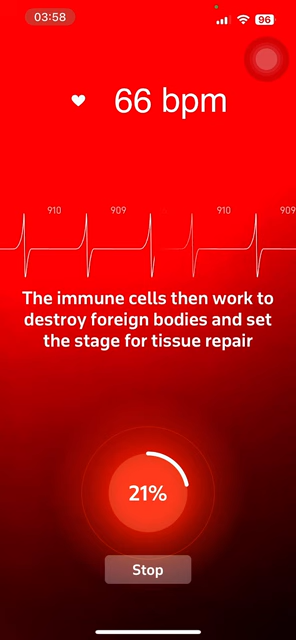 03:58
96
66 bpm
910 909 910 909
The immune cells then work to
destroy foreign bodies and set
the stage for tissue repair
21%
Stop